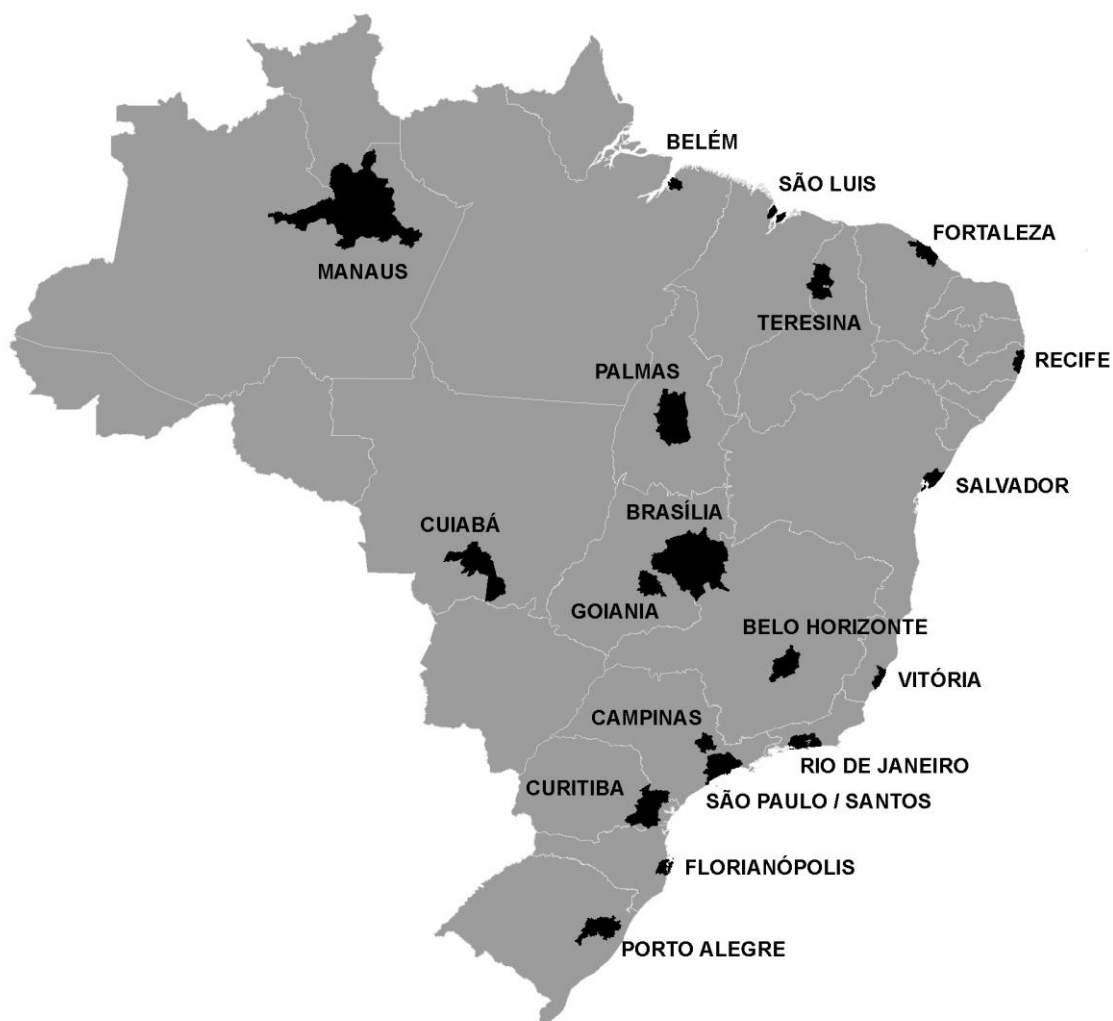 BELÉM
SÃO LUIS
FORTALEZA
MANAUS
TERESINA
RECIFE
PALMAS
SALVADOR
BRASÍLIA
CUIABÁ
GOIANIA
BELO HORIZONTE
VITÓRIA
CAMPINAS
RIO DE JANEIRO
CURITIBA
SÃO PAULO / SANTOS
FLORIANÓPOLIS
PORTO ALEGRE